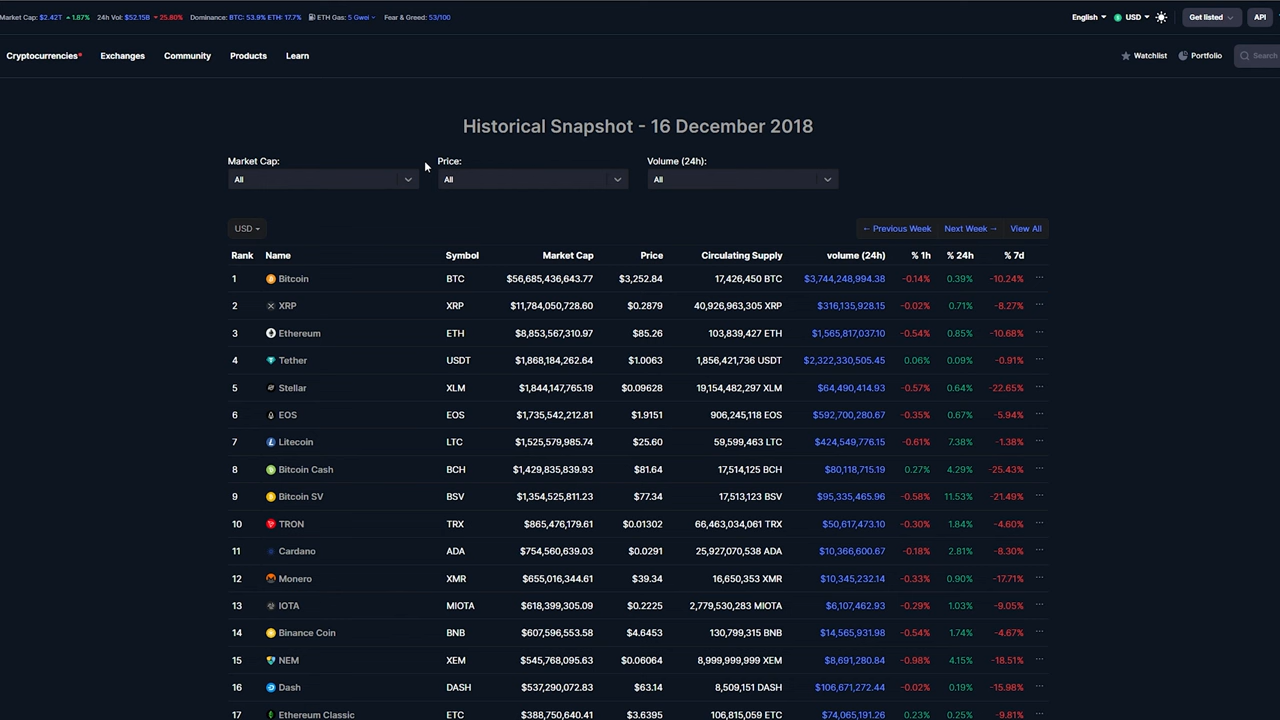 Market Cap: $2.42T 1.87% 24h Vol: $52.15B 25.80% Dominance: BTC: 53.9% ETH: 17.7% ETH Gas: 5 Gwei Fear & Greed: 53/100 English USD Get listed API
Cryptocurrencies Exchanges Community Products Learn Watchlist Portfolio Search
Historical Snapshot - 16 December 2018
Market Cap: Price: Volume (24h):
All All All
USD ← Previous Week Next Week → View All
Rank Name Symbol Market Cap Price Circulating Supply volume (24h) % 1h % 24h % 7d
1 Bitcoin BTC $56,685,436,643.77 $3,252.84 17,426,450 BTC $3,744,248,994.38 -0.14% 0.39% -10.24% ...
2 XRP XRP $11,784,050,728.60 $0.2879 40,926,963,305 XRP $316,135,928.15 -0.02% 0.71% -8.27% ...
3 Ethereum ETH $8,853,567,310.97 $85.26 103,839,427 ETH $1,565,817,037.10 -0.54% 0.85% -10.68% ...
4 Tether USDT $1,868,184,262.64 $1.0063 1,856,421,736 USDT $2,322,330,505.45 0.06% 0.09% -0.91% ...
5 Stellar XLM $1,844,147,765.19 $0.09628 19,154,482,297 XLM $64,490,414.93 -0.57% 0.64% -22.65% ...
6 EOS EOS $1,735,542,212.81 $1.9151 906,245,118 EOS $592,700,280.67 -0.35% 0.67% -5.94% ...
7 Litecoin LTC $1,525,579,985.74 $25.60 59,599,463 LTC $424,549,776.15 -0.61% 7.38% -1.38% ...
8 Bitcoin Cash BCH $1,429,835,839.93 $81.64 17,514,125 BCH $80,118,715.19 0.27% 4.29% -25.43% ...
9 Bitcoin SV BSV $1,354,525,811.23 $77.34 17,513,123 BSV $95,335,465.96 -0.58% 11.53% -21.49% ...
10 TRON TRX $865,476,179.61 $0.01302 66,463,034,061 TRX $50,617,473.10 -0.30% 1.84% -4.60% ...
11 Cardano ADA $754,560,639.03 $0.0291 25,927,070,538 ADA $10,366,600.67 -0.18% 2.81% -8.30% ...
12 Monero XMR $655,016,344.61 $39.34 16,650,353 XMR $10,345,232.14 -0.33% 0.90% -17.71% ...
13 IOTA MIOTA $618,399,305.09 $0.2225 2,779,530,283 MIOTA $6,107,462.93 -0.29% 1.03% -9.05% ...
14 Binance Coin BNB $607,596,553.58 $4.6453 130,799,315 BNB $14,565,931.98 -0.54% 1.74% -4.67% ...
15 NEM XEM $545,768,095.63 $0.06064 8,999,999,999 XEM $8,691,280.84 -0.98% 4.15% -18.51% ...
16 Dash DASH $537,290,072.83 $63.14 8,509,151 DASH $106,671,272.44 -0.02% 0.19% -15.98% ...
17 Ethereum Classic ETC $388,750,640.41 $3.6395 106,815,059 ETC $74,065,191.26 0.23% 0.25% -9.81% ...